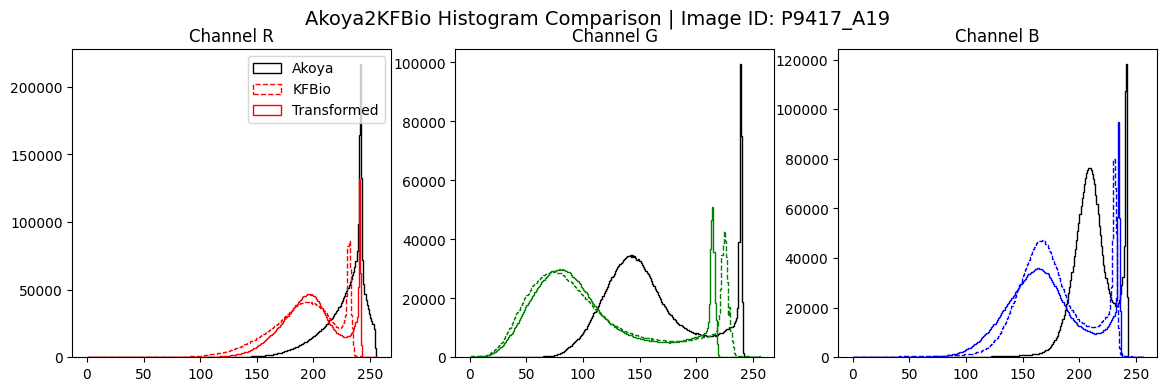 Akoya2KFBio Histogram Comparison | Image ID: P9417_A19
Channel R
Channel G
Channel B
Akoya
KFBio
Transformed
200000
150000
100000
50000
0
0 50 100 150 200 250
100000
80000
60000
40000
20000
0
0 50 100 150 200 250
120000
100000
80000
60000
40000
20000
0
0 50 100 150 200 250